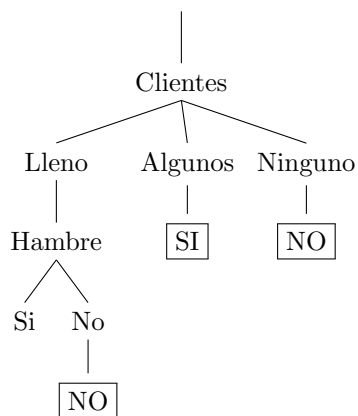 Clientes
Lleno Algunos Ninguno
Hambre SI NO
Si No
NO